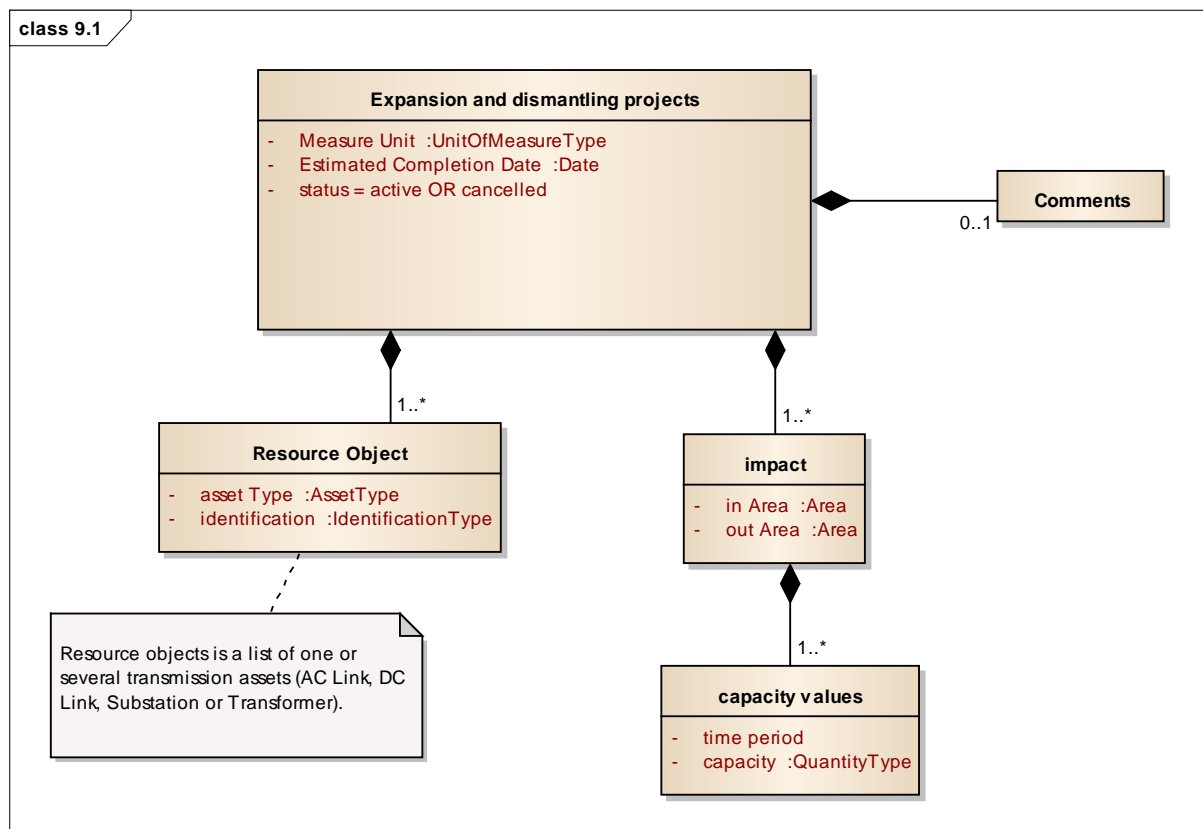 class 9.1
Expansion and dismantling projects
- Measure Unit :UnitOfMeasureType
- Estimated Completion Date :Date
- status = active OR cancelled
Comments
0..1
1..*
1..*
Resource Object
- asset Type :AssetType
- identification :IdentificationType
impact
- in Area :Area
- out Area :Area
Resource objects is a list of one or
several transmission assets (AC Link, DC
Link, Substation or Transformer).
1..*
capacity values
- time period
- capacity :QuantityType